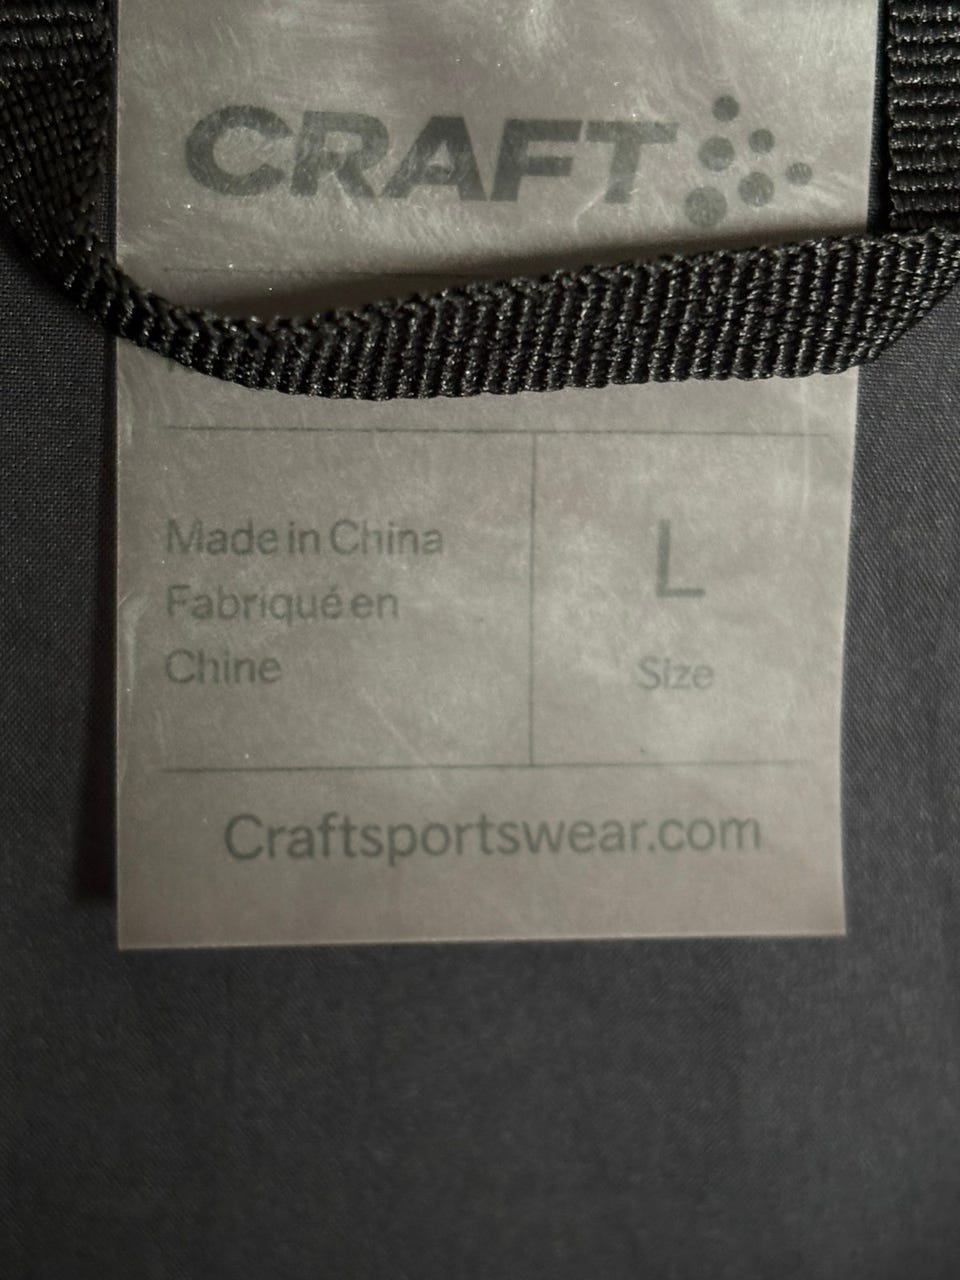 CRAFT
Made in China
Fabriqué en
Chine
L
Size
Craftsportswear.com